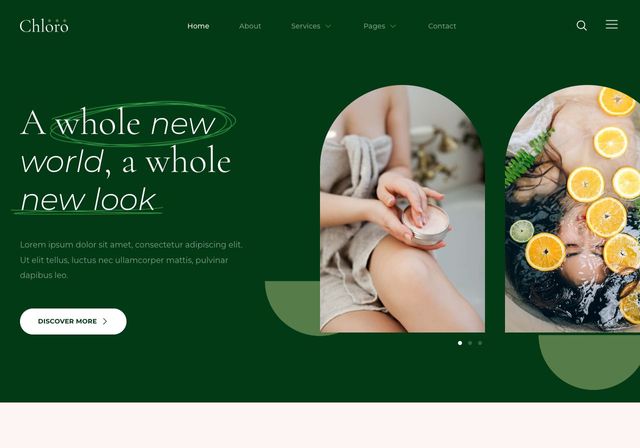 Chloro
Home About Services Pages Contact
A whole new
world, a whole
new look
Lorem ipsum dolor sit amet, consectetur adipiscing elit.
Ut elit tellus, luctus nec ullamcorper mattis, pulvinar
dapibus leo.
DISCOVER MORE